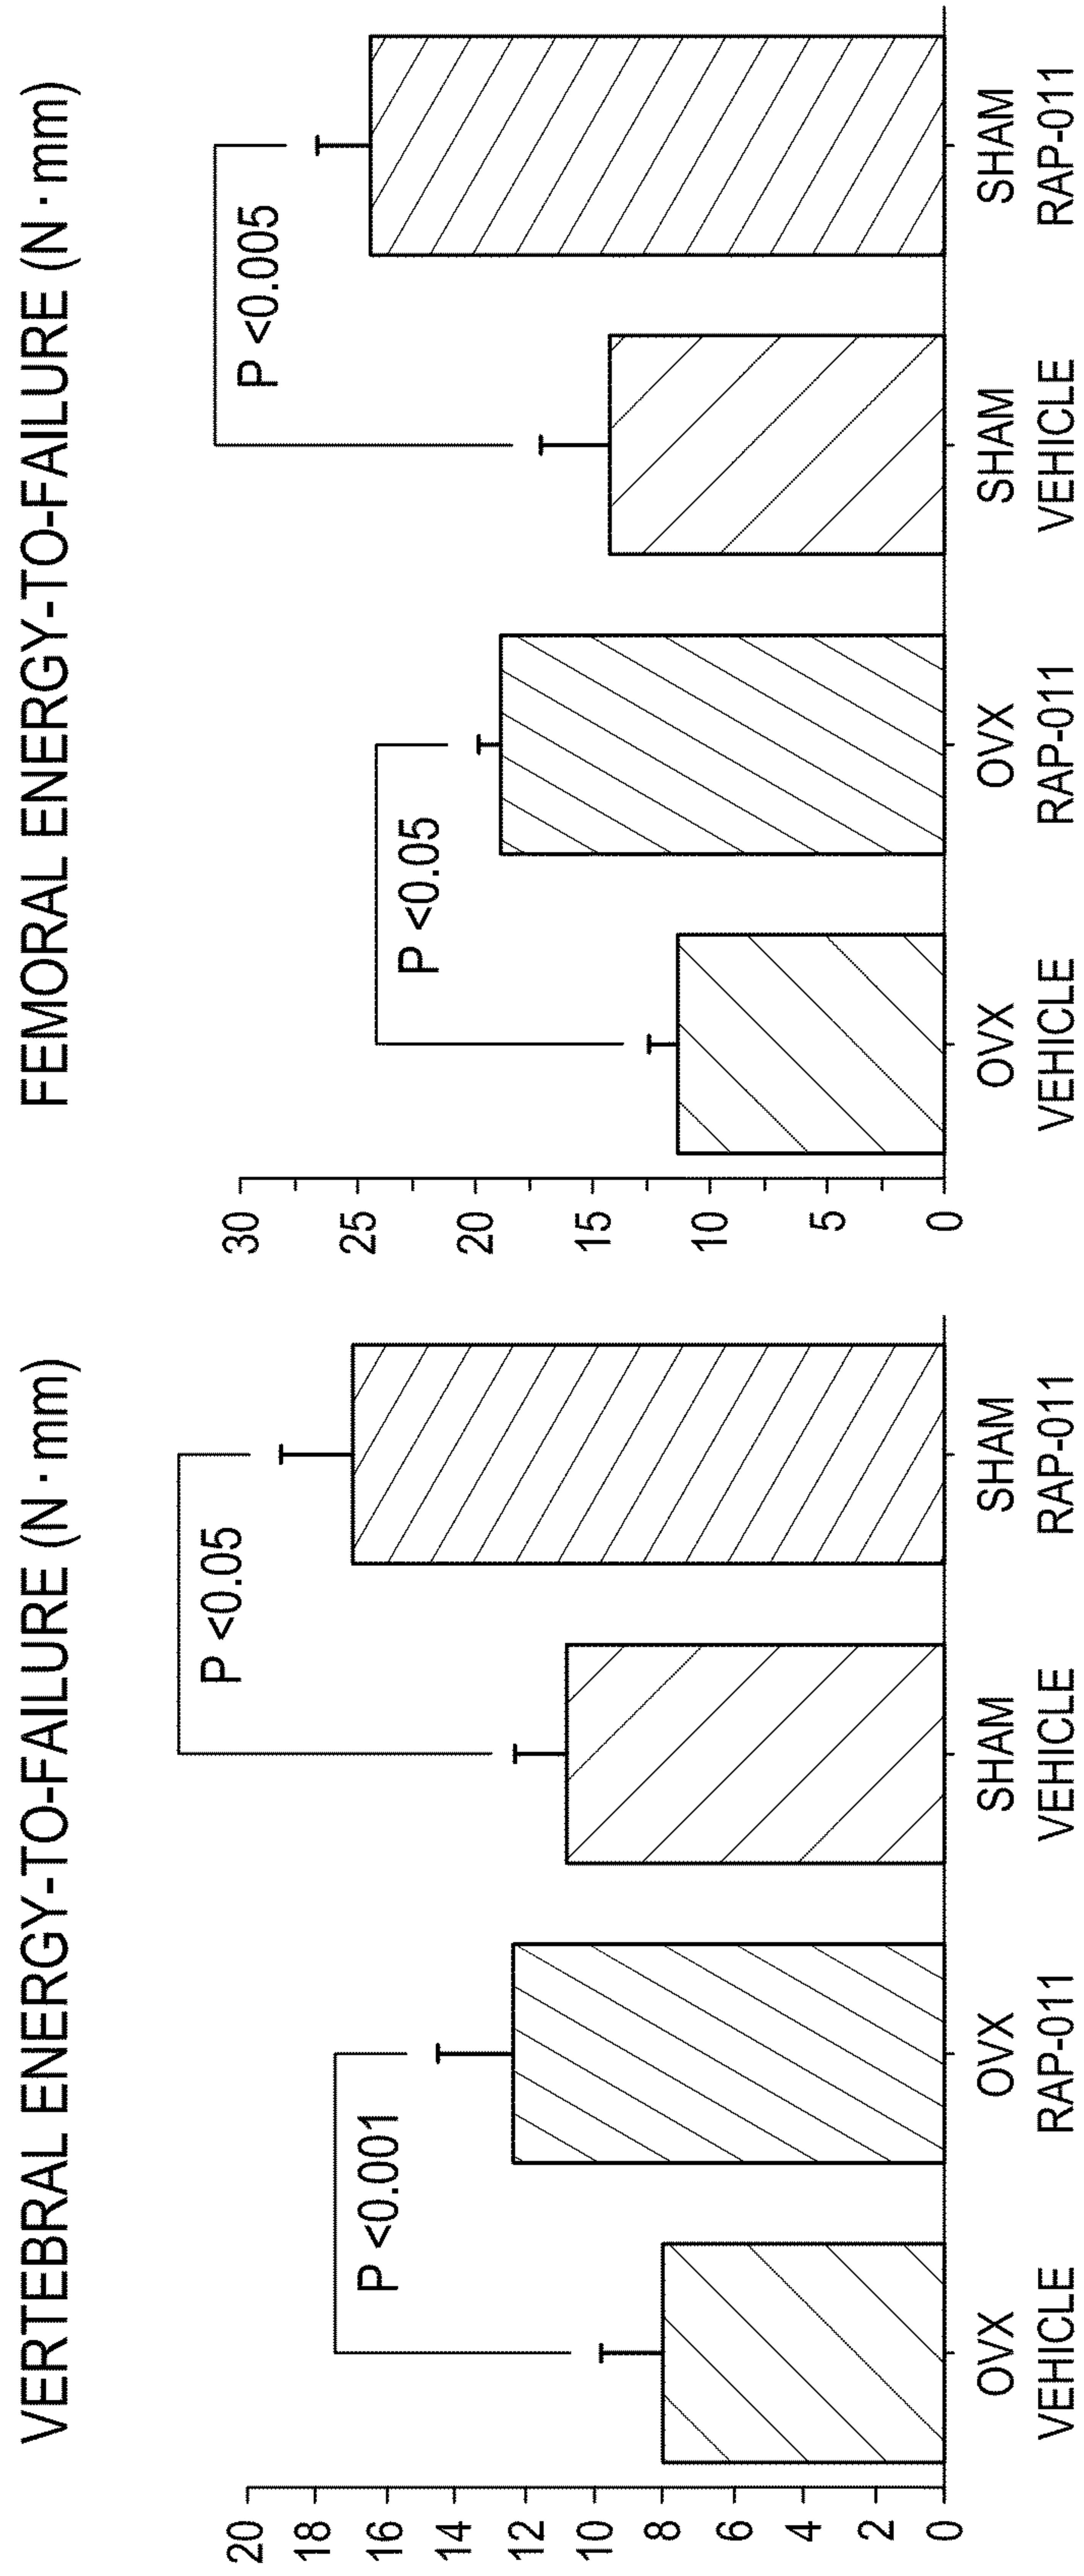 VERTEBRAL ENERGY-TO-FAILURE (N · mm)
20
18
16
14
12
10
8
6
4
2
0
P <0.001
P <0.05
OVX
VEHICLE
OVX
RAP-011
SHAM
VEHICLE
SHAM
RAP-011
FEMORAL ENERGY-TO-FAILURE (N · mm)
30
25
20
15
10
5
0
P <0.05
P <0.005
OVX
VEHICLE
OVX
RAP-011
SHAM
VEHICLE
SHAM
RAP-011